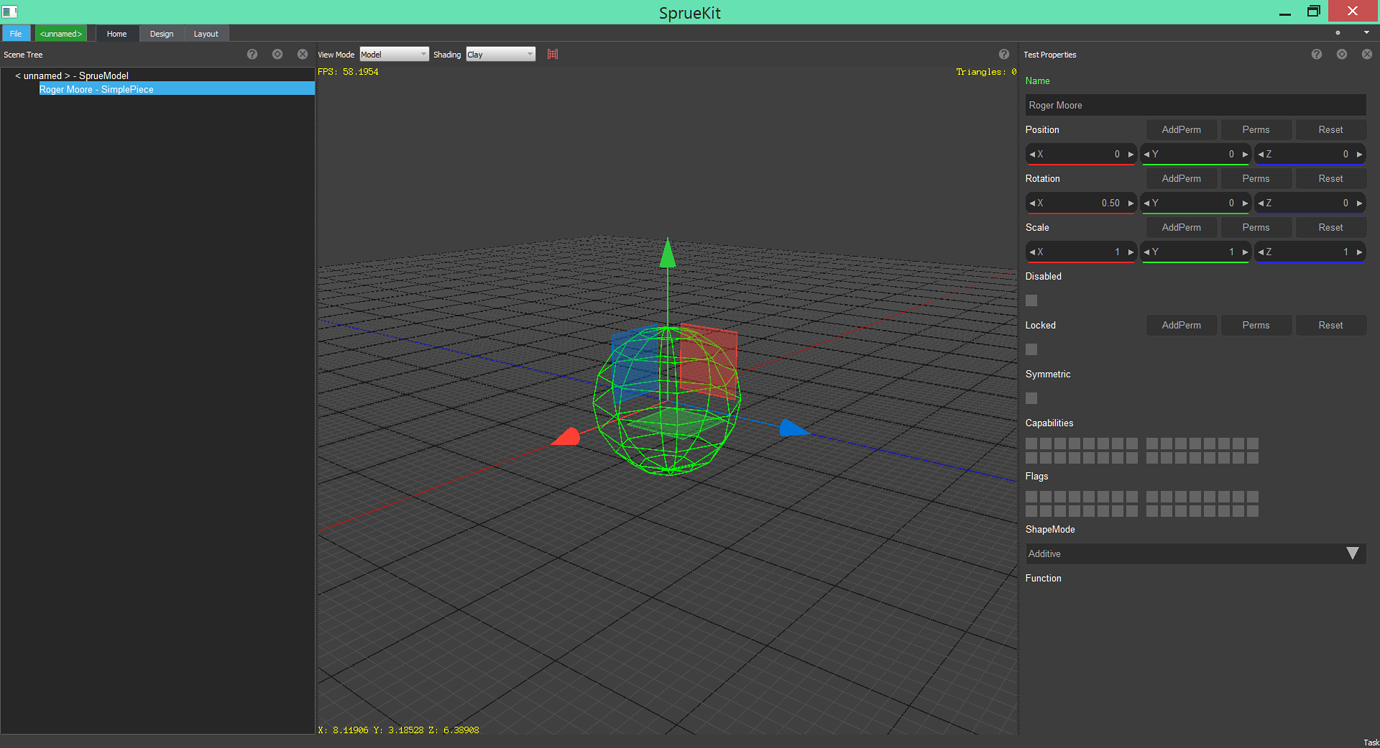 SprueKit
File <unnamed> Home Design Layout
Scene Tree
< unnamed > - SprueModel
Roger Moore - SimplePiece
View Mode Model Shading Clay
FPS: 58.1954 Triangles: 0
X: 8.11906 Y: 3.18528 Z: 6.38908
Test Properties
Name
Roger Moore
Position AddPerm Perms Reset
X 0 Y 0 Z 0
Rotation AddPerm Perms Reset
X 0.50 Y 0 Z 0
Scale AddPerm Perms Reset
X 1 Y 1 Z 1
Disabled
Locked AddPerm Perms Reset
Symmetric
Capabilities
Flags
ShapeMode
Additive
Function
Task